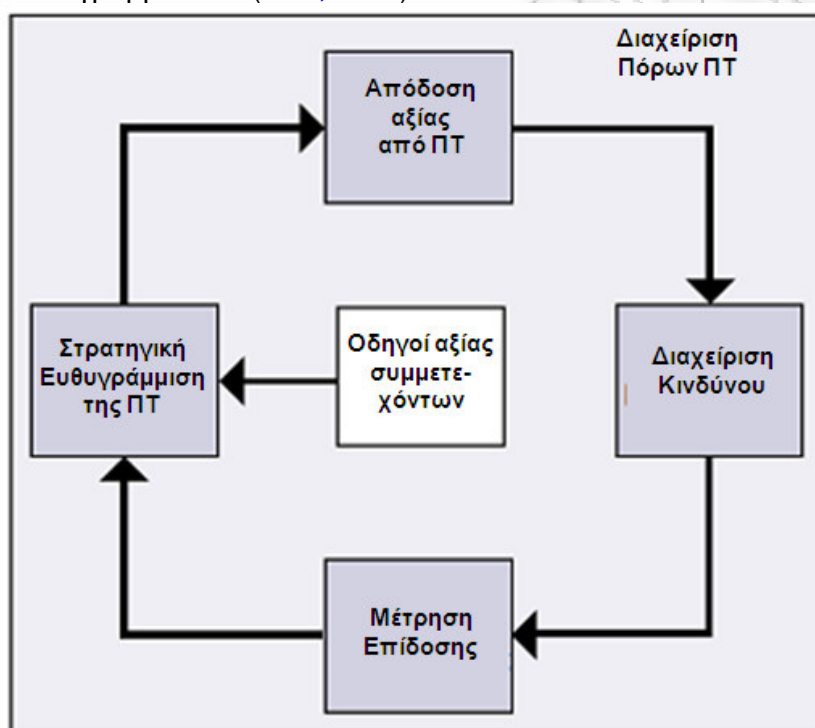 Διαχείριση
Πόρων ΠΤ
Απόδοση
αξίας
από ΠΤ
Στρατηγική
Ευθυγράμμιση
της ΠΤ
Οδηγοί αξίας
συμμετε-
χόντων
Διαχείριση
Κινδύνου
Μέτρηση
Επίδοσης